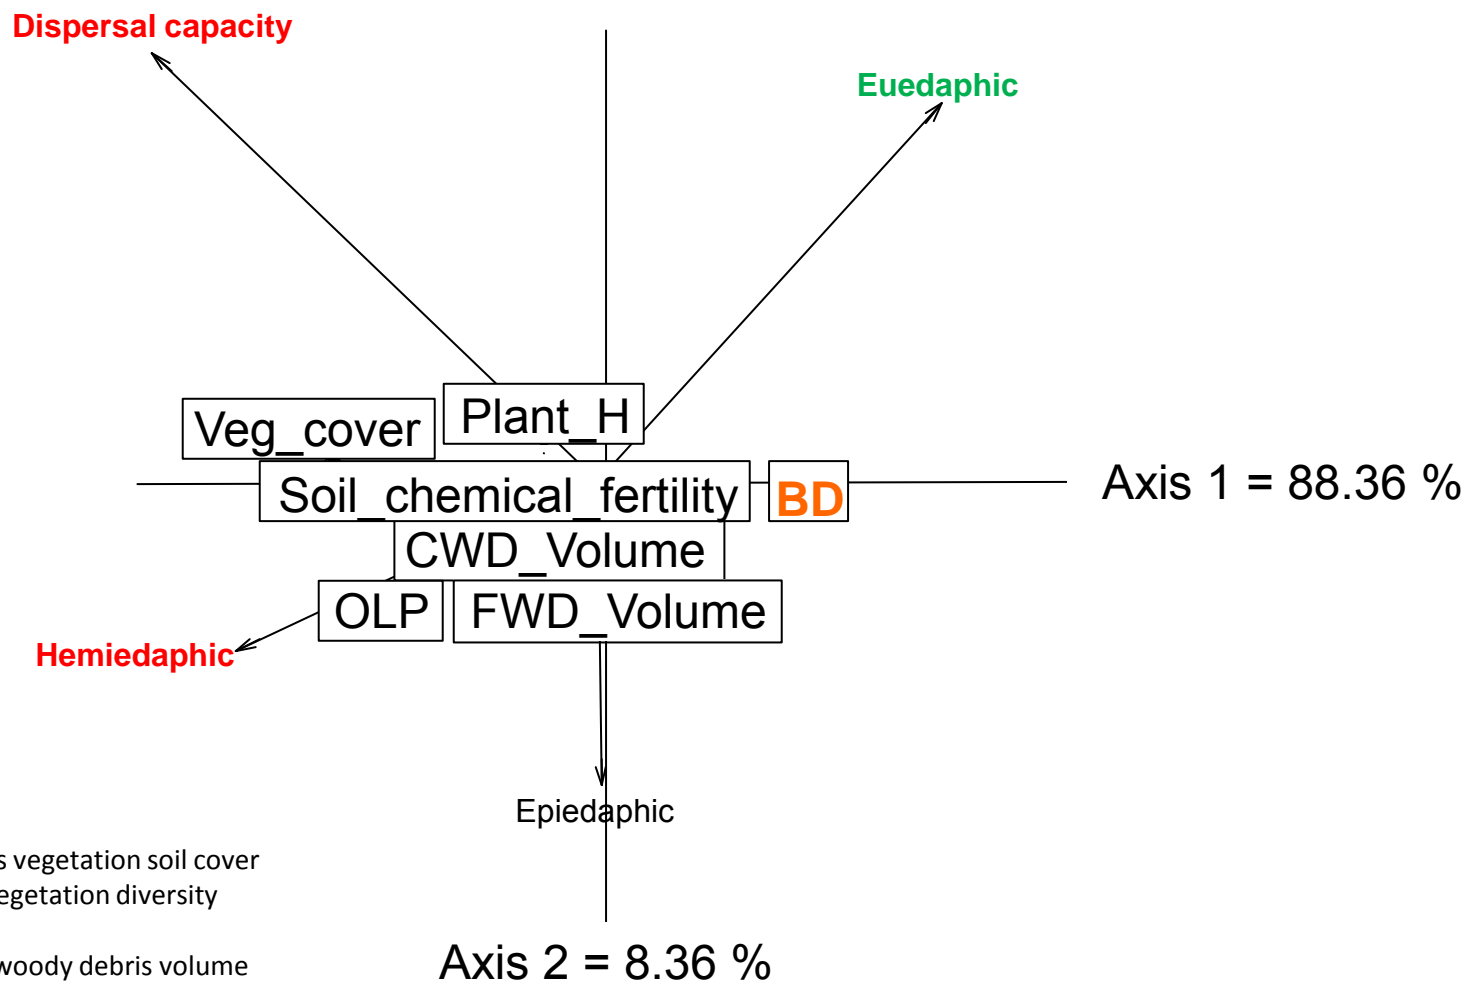 Dispersal capacity
Euedaphic
Plant_H
Veg_cover
Soil_chemical_fertility
BD
Axis 1 = 88.36 %
CWD_Volume
OLP
FWD_Volume
Hemiedaphic
Epiedaphic
vegetation soil cover
diversity
woody debris volume
Axis 2 = 8.36 %